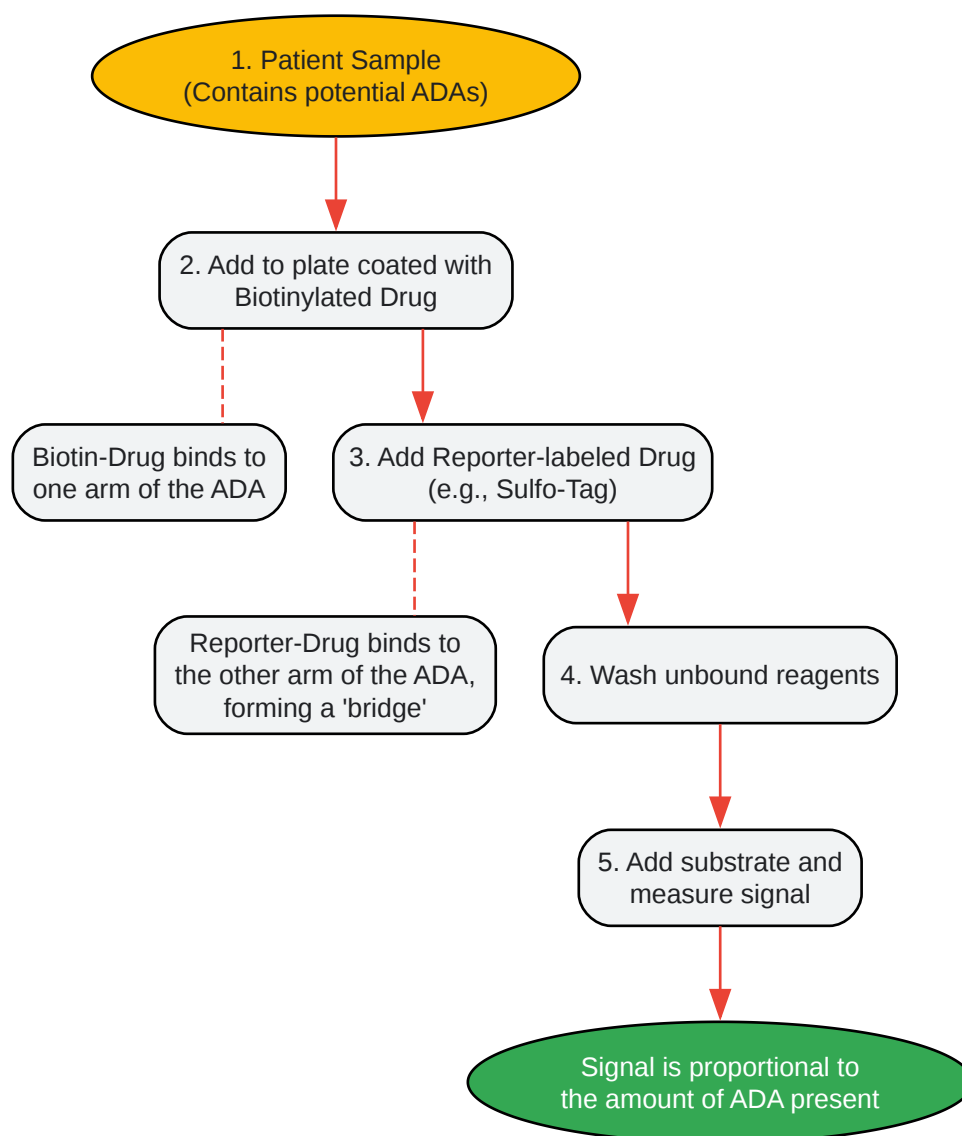 1. Patient Sample
(Contains potential ADAs)
2. Add to plate coated with
Biotinylated Drug
Biotin-Drug binds to
one arm of the ADA
3. Add Reporter-labeled Drug
(e.g., Sulfo-Tag)
Reporter-Drug binds to
the other arm of the ADA,
forming a 'bridge'
4. Wash unbound reagents
5. Add substrate and
measure signal
Signal is proportional to
the amount of ADA present